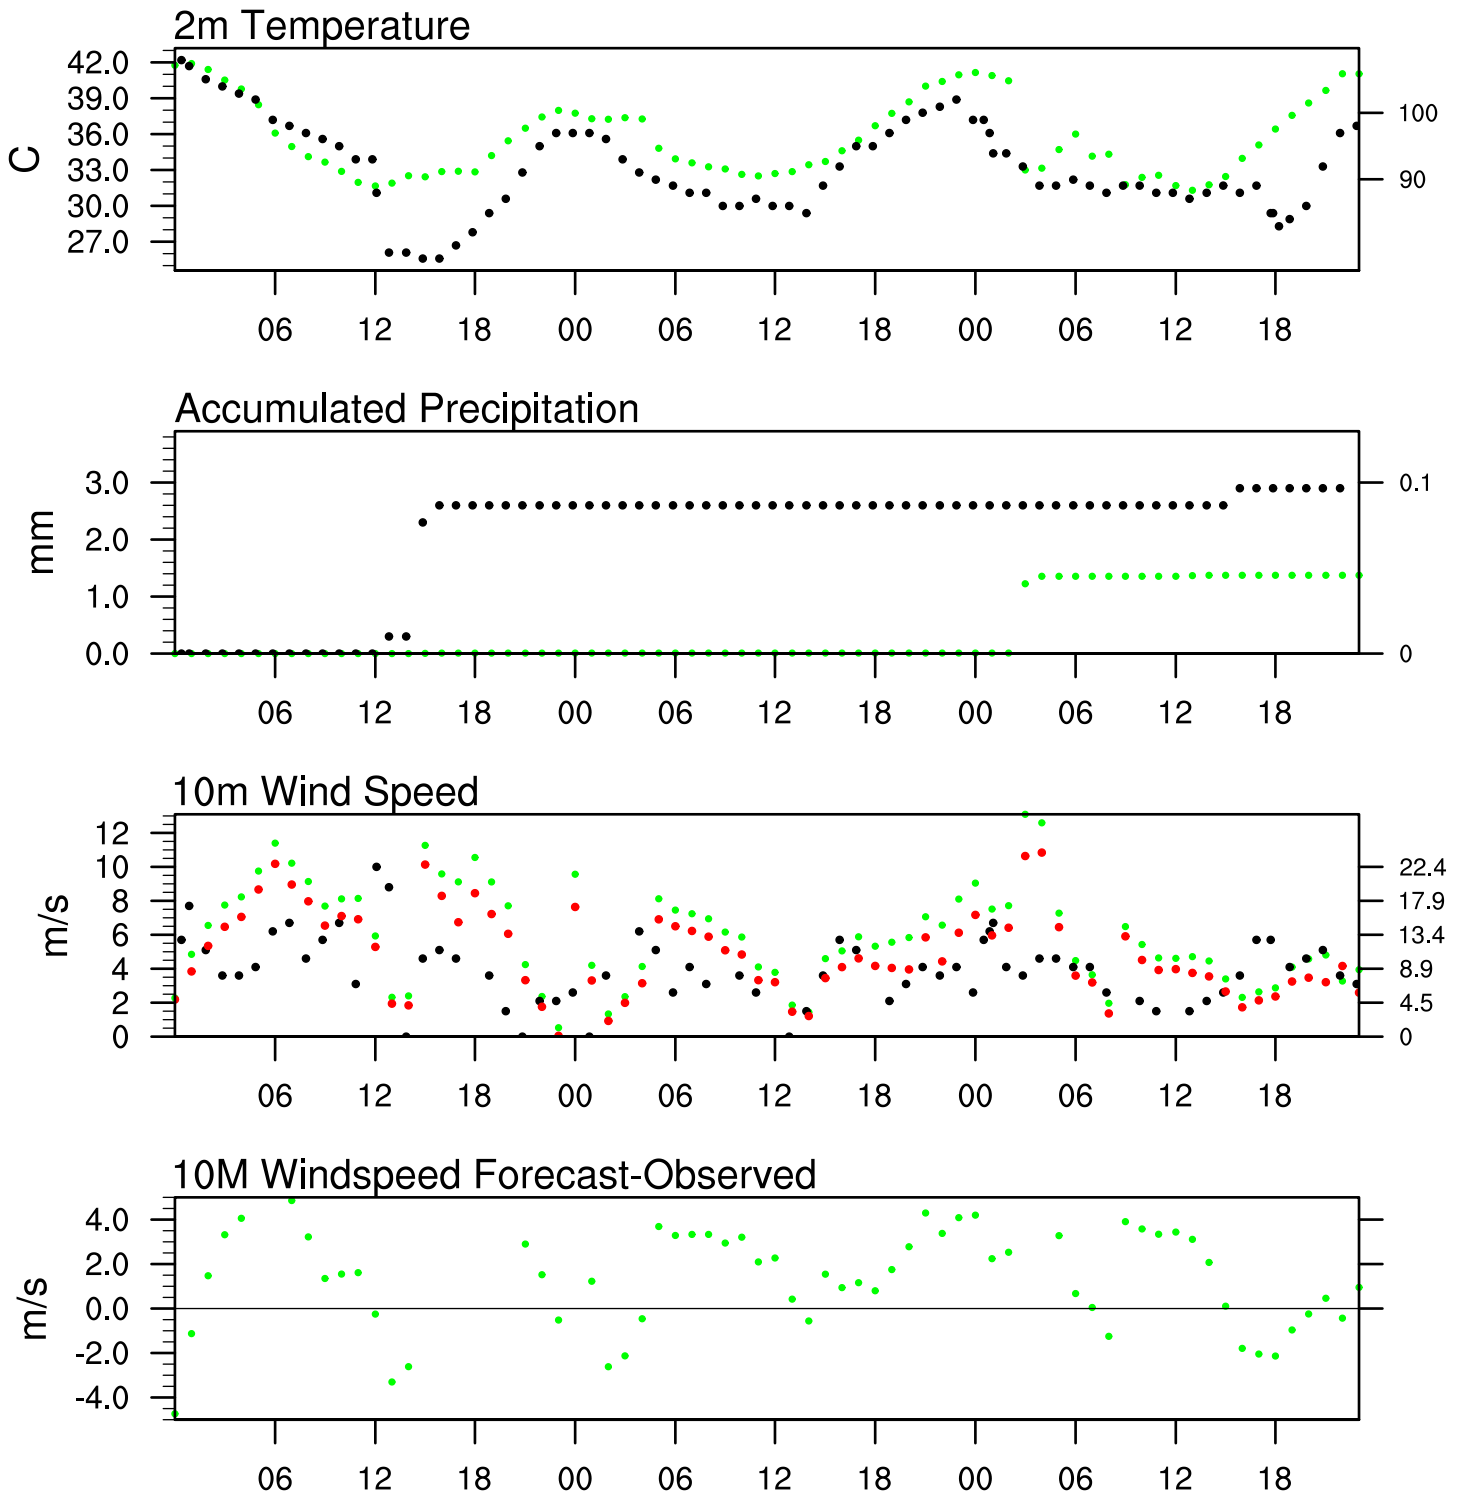 2m Temperature
42.0
39.0
36.0
33.0
30.0
27.0
C
100
90
06 12 18 00 06 12 18 00 06 12 18
Accumulated Precipitation
3.0
2.0
1.0
0.0
mm
0.1
0
06 12 18 00 06 12 18 00 06 12 18
10m Wind Speed
12
10
8
6
4
2
0
m/s
22.4
17.9
13.4
8.9
4.5
0
06 12 18 00 06 12 18 00 06 12 18
10M Windspeed Forecast-Observed
4.0
2.0
0.0
-2.0
-4.0
m/s
06 12 18 00 06 12 18 00 06 12 18